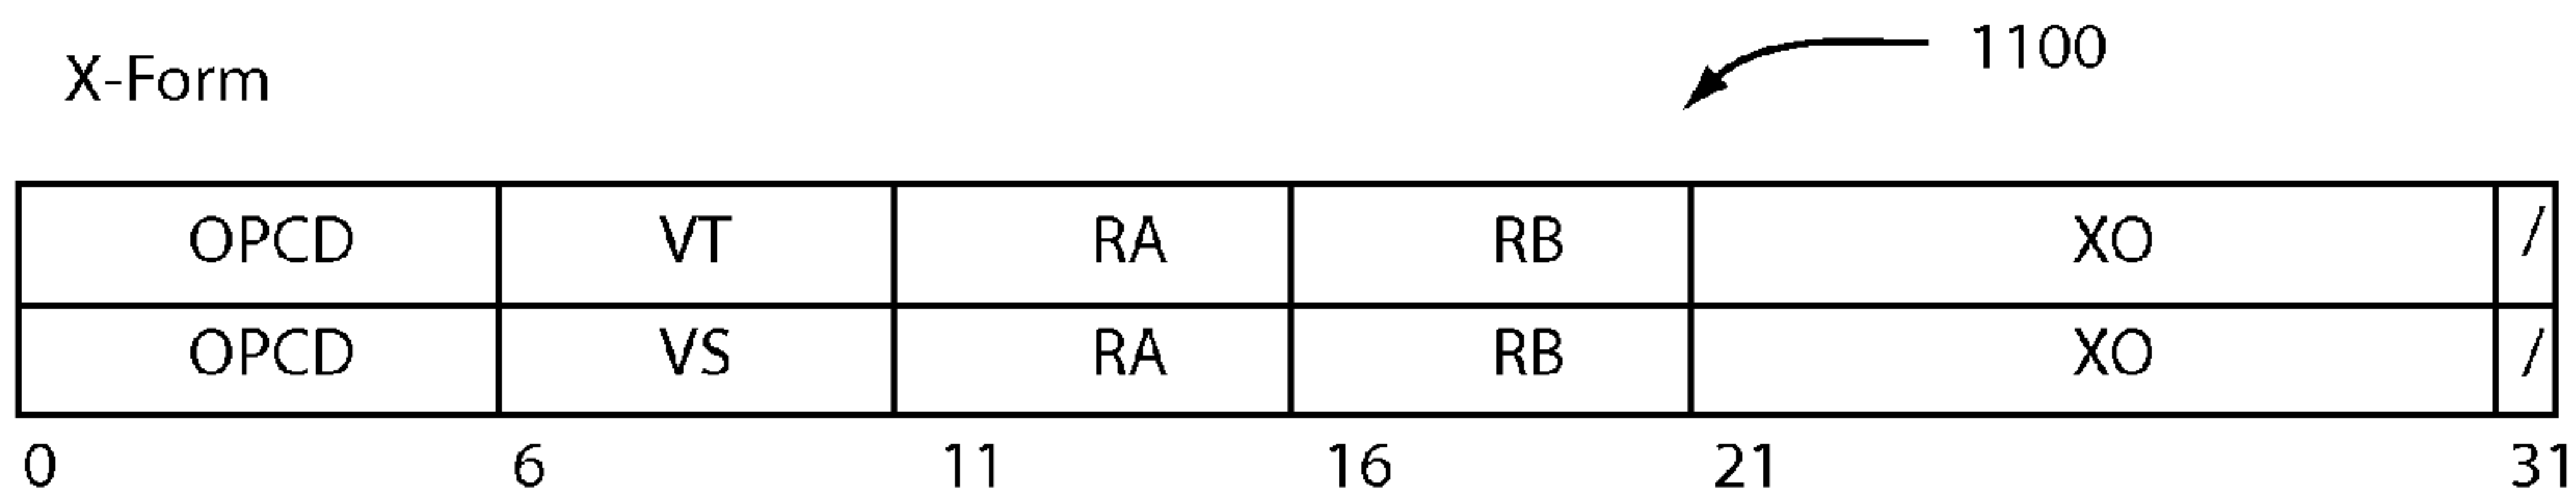 X-Form
1100
OPCD VT RA RB XO /
OPCD VS RA RB XO /
0 6 11 16 21 31